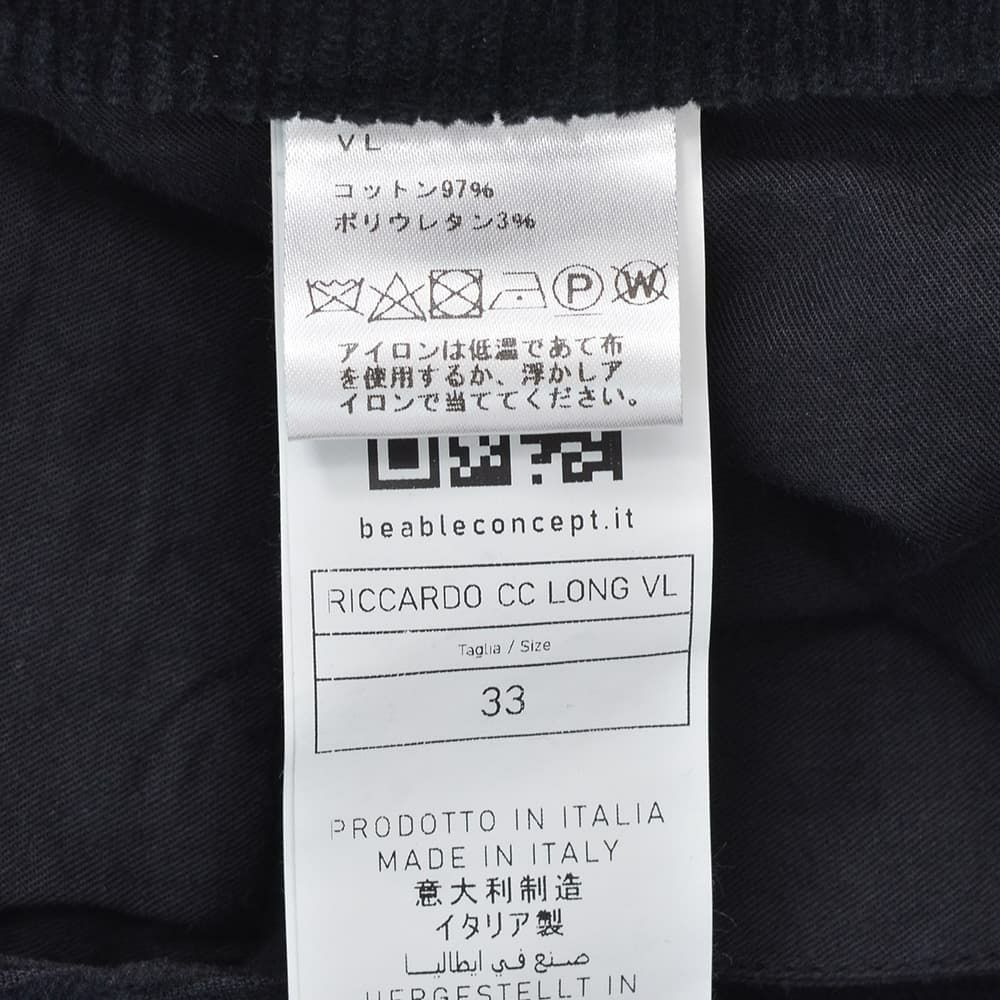 VL
コットン97%
ポリウレタン3%
P W
アイロンは低温であて布
を使用するか、浮かしア
イロンで当ててください。
beableconcept.it
RICCARDO CC LONG VL
Taglia / Size
33
PRODOTTO IN ITALIA
MADE IN ITALY
意大利制造
イタリア製
صنع في ايطاليا
HERGESTELLT IN